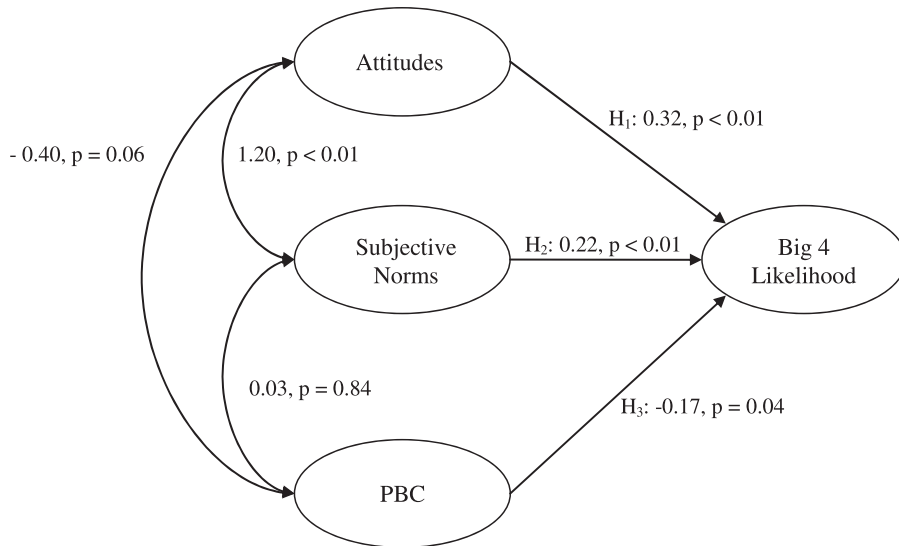 Attitudes
H₁: 0.32, p < 0.01
- 0.40, p = 0.06
1.20, p < 0.01
Subjective
Norms
H₂: 0.22, p < 0.01
Big 4
Likelihood
0.03, p = 0.84
H₃: -0.17, p = 0.04
PBC